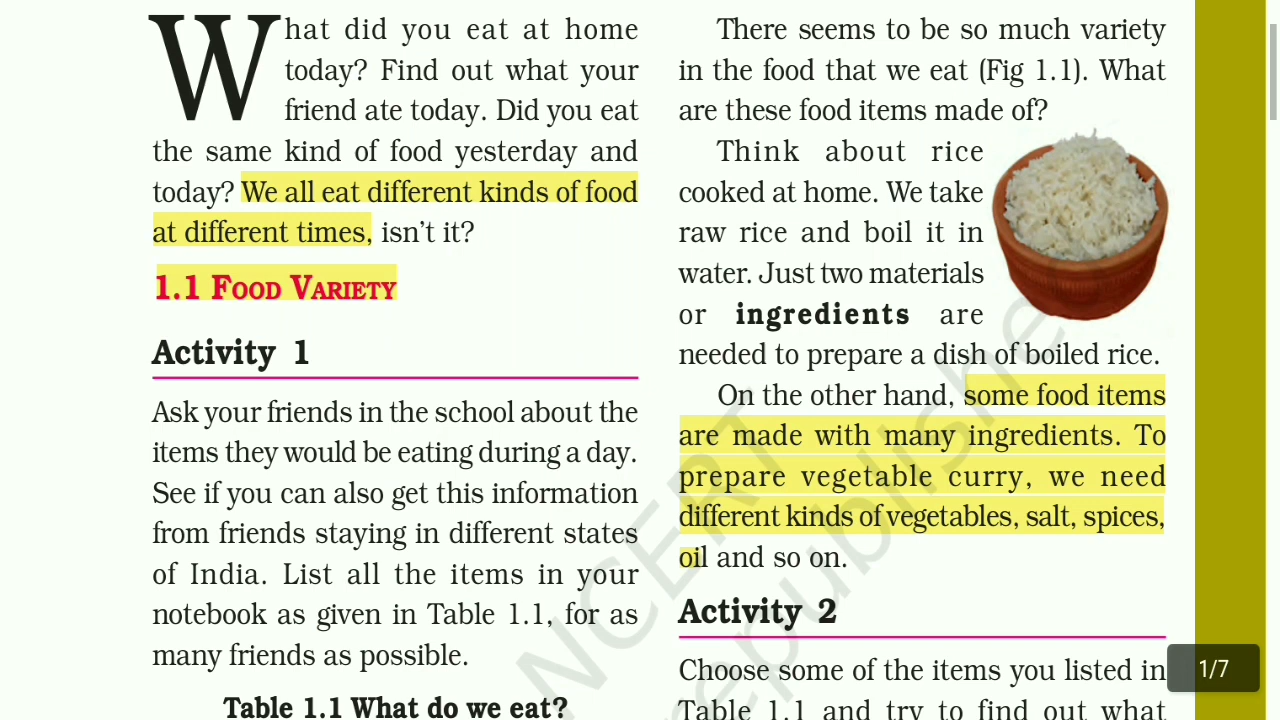 What did you eat at home
today? Find out what your
friend ate today. Did you eat
the same kind of food yesterday and
today? We all eat different kinds of food
at different times, isn't it?
1.1 FOOD VARIETY
Activity 1
Ask your friends in the school about the
items they would be eating during a day.
See if you can also get this information
from friends staying in different states
of India. List all the items in your
notebook as given in Table 1.1, for as
many friends as possible.
Table 1.1 What do we eat?
There seems to be so much variety
in the food that we eat (Fig 1.1). What
are these food items made of?
Think about rice
cooked at home. We take
raw rice and boil it in
water. Just two materials
or ingredients are
needed to prepare a dish of boiled rice.
On the other hand, some food items
are made with many ingredients. To
prepare vegetable curry, we need
different kinds of vegetables, salt, spices,
oil and so on.
Activity 2
Choose some of the items you listed in
Table 1.1 and try to find out what
NCERT
republishe
1/7